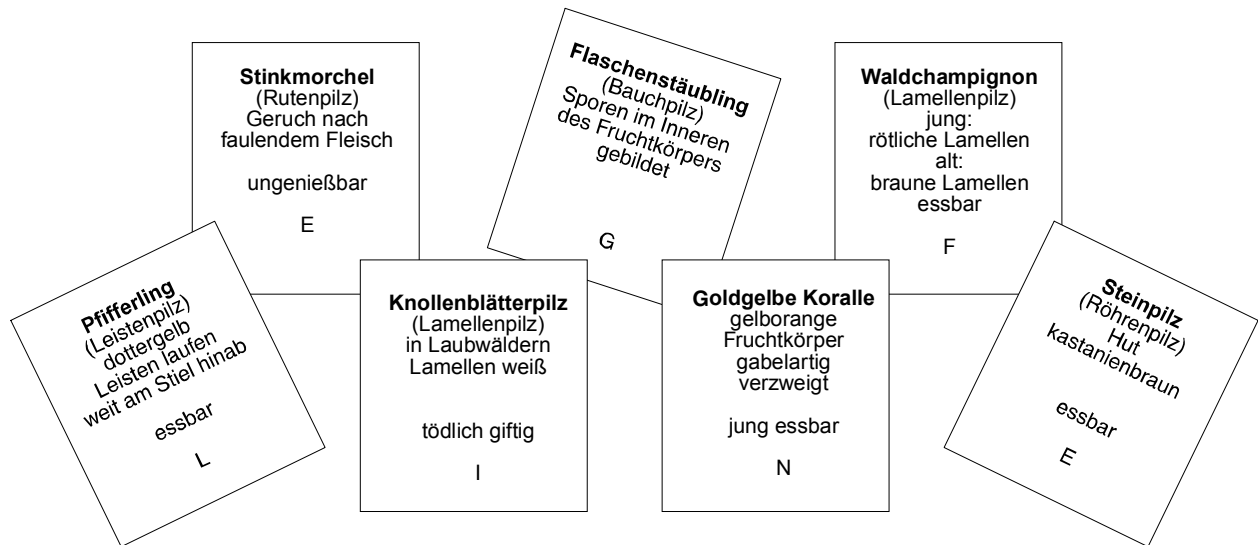 Stinkmorchel
(Rutenpilz)
Geruch nach
faulendem Fleisch
ungenießbar
E
Flaschenstäubling
(Bauchpilz)
Sporen im Inneren
des Fruchtkörpers
gebildet
G
Waldchampignon
(Lamellenpilz)
jung:
rötliche Lamellen
alt:
braune Lamellen
essbar
F
Pfifferling
(Leistenpilz)
dottergelb
Leisten laufen
weit am Stiel hinab
essbar
L
Knollenblätterpilz
(Lamellenpilz)
in Laubwäldern
Lamellen weiß
tödlich giftig
I
Goldgelbe Koralle
gelborange
Fruchtkörper
gabelartig
verzweigt
jung essbar
N
Steinpilz
(Röhrenpilz)
Hut
kastanienbraun
essbar
E